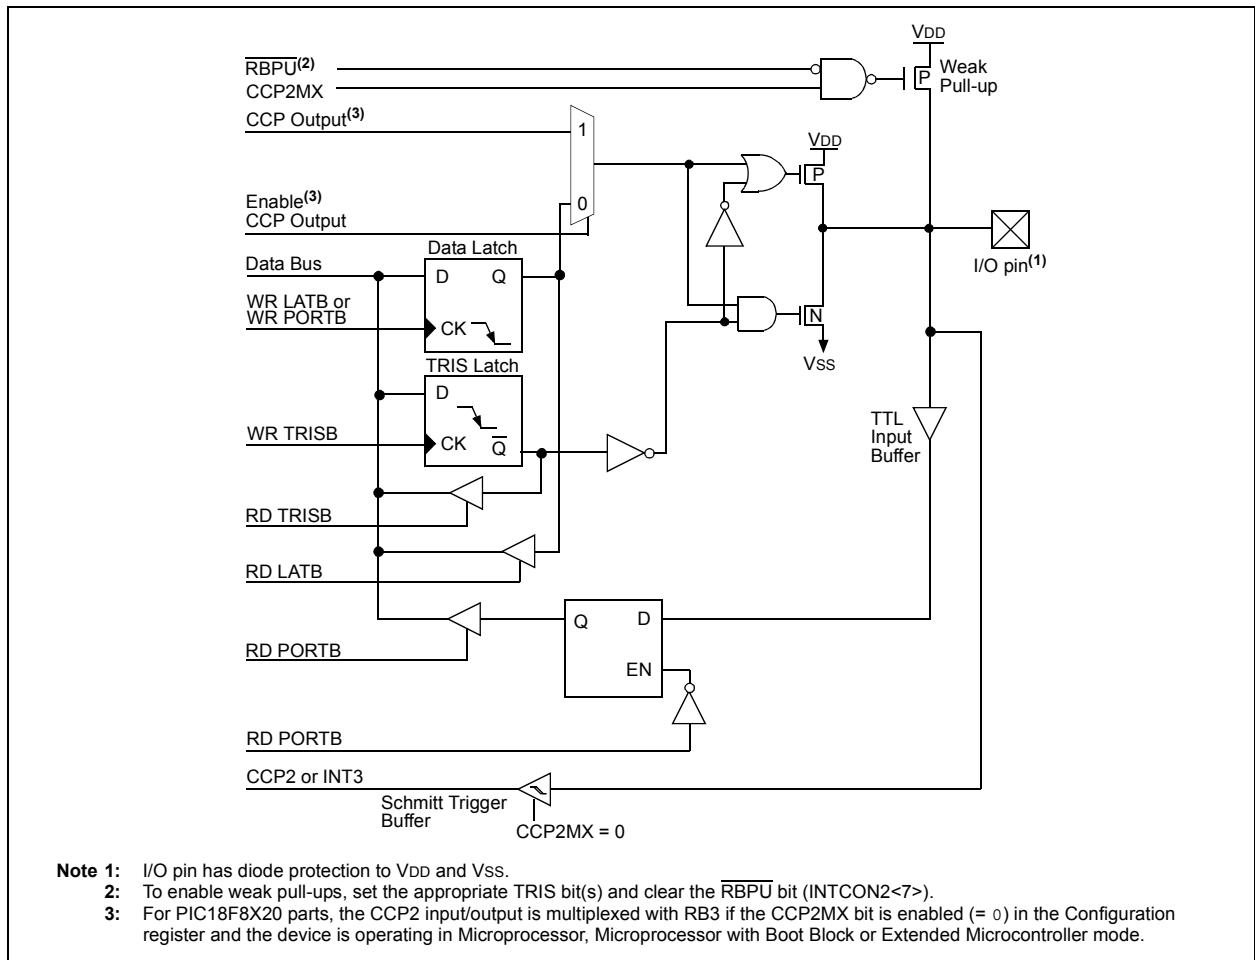 VDD
RBPU(2)
Weak
Pull-up
P
CCP2MX
CCP Output(3)
1
VDD
P
Enable(3)
CCP Output
0
I/O pin(1)
Data Latch
Data Bus
D Q
WR LATB or
WR PORTB
CK
N
VSS
TRIS Latch
D
TTL
Input
Buffer
WR TRISB
CK Q
RD TRISB
RD LATB
Q D
RD PORTB
EN
RD PORTB
CCP2 or INT3
Schmitt Trigger
Buffer
CCP2MX = 0
Note 1: I/O pin has diode protection to VDD and VSS.
2: To enable weak pull-ups, set the appropriate TRIS bit(s) and clear the RBPU bit (INTCON2<7>).
3: For PIC18F8X20 parts, the CCP2 input/output is multiplexed with RB3 if the CCP2MX bit is enabled (= 0) in the Configuration
register and the device is operating in Microprocessor, Microprocessor with Boot Block or Extended Microcontroller mode.